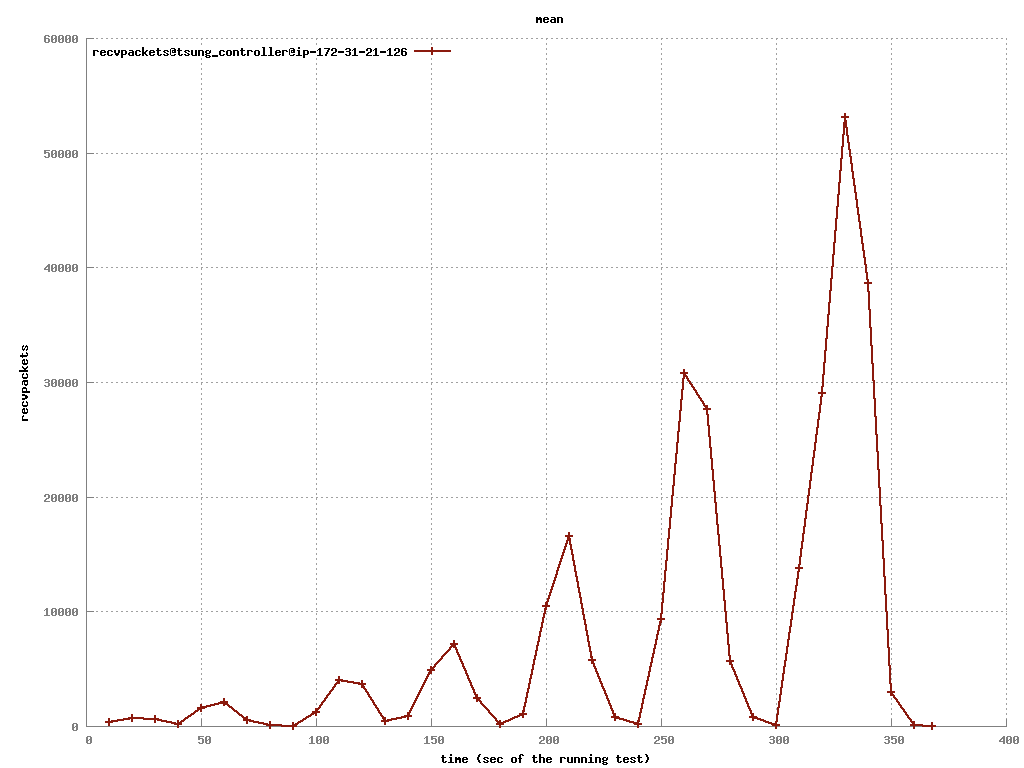 mean
60000
recvpackets@tsung_controller@ip-172-31-21-126
50000
40000
recvpackets
30000
20000
10000
0
0 50 100 150 200 250 300 350 400
time (sec of the running test)